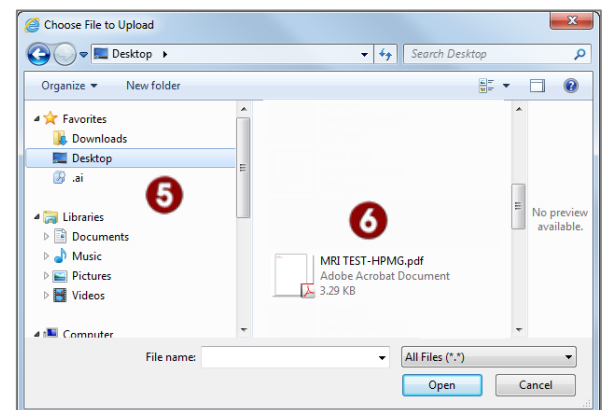 Choose File to Upload
Desktop
Search Desktop
Organize
New folder
Favorites
Downloads
Desktop
.ai
5
Libraries
Documents
Music
Pictures
Videos
Computer
6
MRI TEST-HPMG.pdf
Adobe Acrobat Document
3.29 KB
No preview
available.
File name:
All Files (*.*)
Open
Cancel